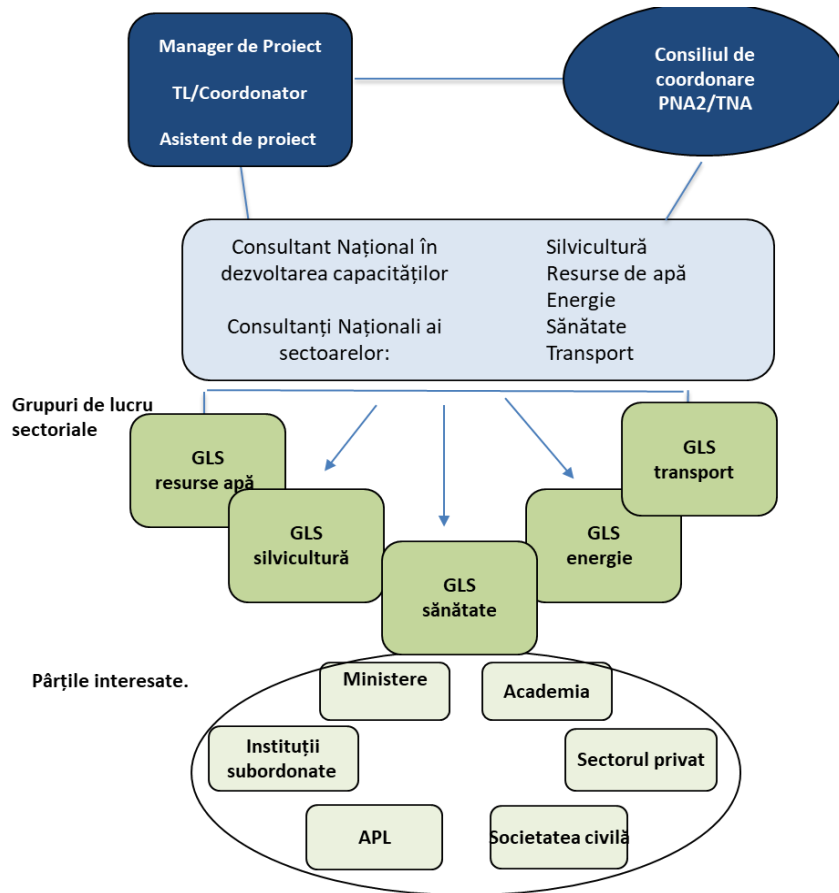 Manager de Proiect
TL/Coordonator
Asistent de proiect
Consiliul de
coordonare
PNA2/TNA
Consultant Național în
dezvoltarea capacităților
Consultanți Naționali ai
sectoarelor:
Silvicultură
Resurse de apă
Energie
Sănătate
Transport
Grupuri de lucru
sectoriale
GLS
resurse apă
GLS
silvicultură
GLS
sănătate
GLS
energie
GLS
transport
Pârțile interesate.
Ministere
Academia
Instituții
subordonate
Sectorul privat
APL
Societatea civilă